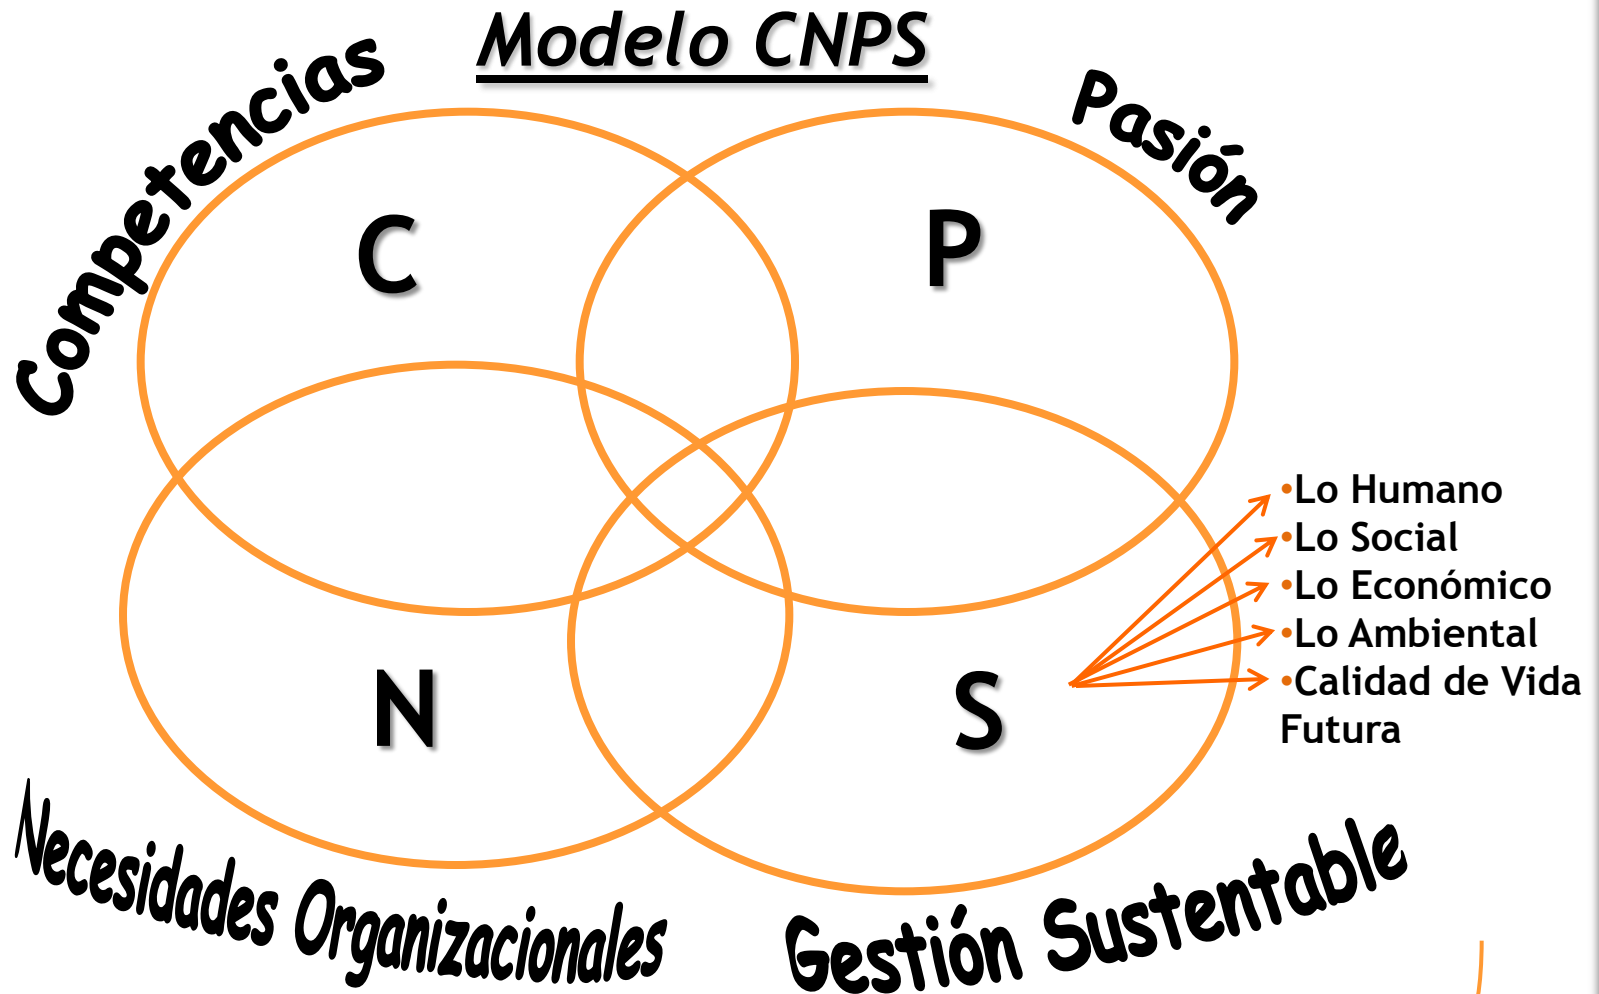 Modelo CNPS
Competencias
Pasión
C
P
•Lo Humano
•Lo Social
•Lo Económico
•Lo Ambiental
•Calidad de Vida
Futura
N
S
Necesidades Organizacionales
Gestión Sustentable